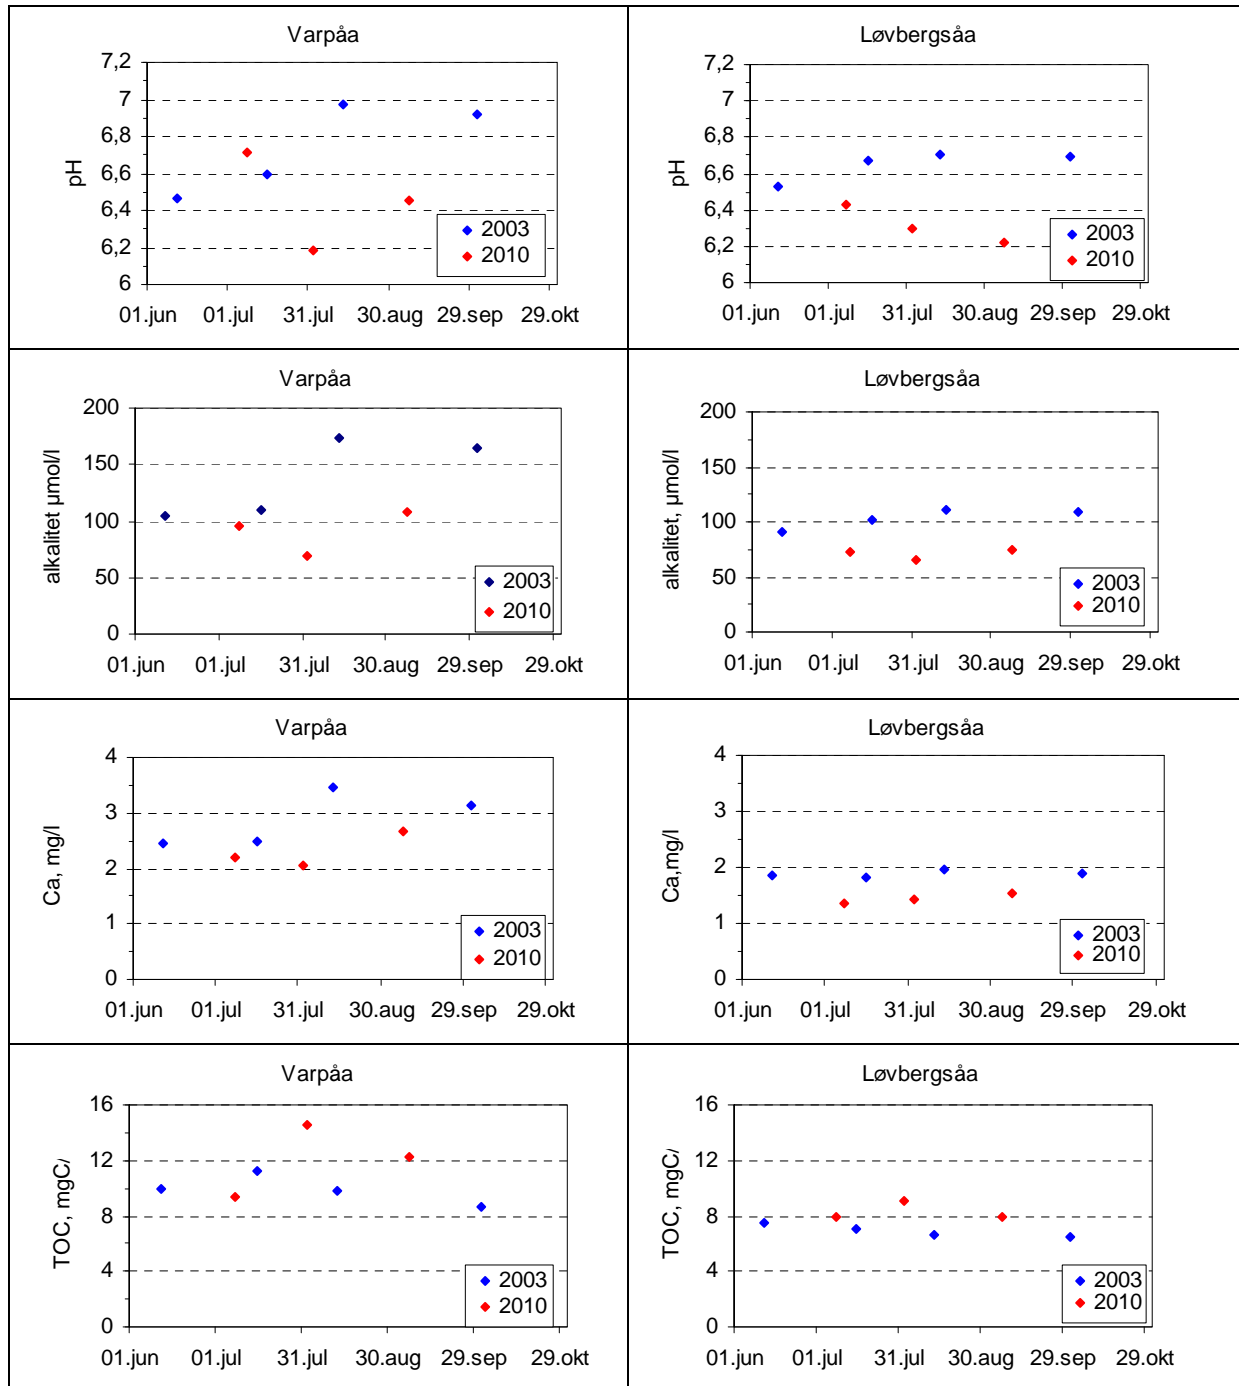 Varpåa
7,2
7
6,8
6,6
6,4
6,2
6
pH
2003
2010
01.jun 01.jul 31.jul 30.aug 29.sep 29.okt
Løvbergsåa
7,2
7
6,8
6,6
6,4
6,2
6
pH
2003
2010
01.jun 01.jul 31.jul 30.aug 29.sep 29.okt
Varpåa
200
150
100
50
0
alkalitet µmol/l
2003
2010
01.jun 01.jul 31.jul 30.aug 29.sep 29.okt
Løvbergsåa
200
150
100
50
0
alkalitet, µmol/l
2003
2010
01.jun 01.jul 31.jul 30.aug 29.sep 29.okt
Varpåa
4
3
2
1
0
Ca, mg/l
2003
2010
01.jun 01.jul 31.jul 30.aug 29.sep 29.okt
Løvbergsåa
4
3
2
1
0
Ca,mg/l
2003
2010
01.jun 01.jul 31.jul 30.aug 29.sep 29.okt
Varpåa
16
12
8
4
0
TOC, mgC/
2003
2010
01.jun 01.jul 31.jul 30.aug 29.sep 29.okt
Løvbergsåa
16
12
8
4
0
TOC, mgC/
2003
2010
01.jun 01.jul 31.jul 30.aug 29.sep 29.okt